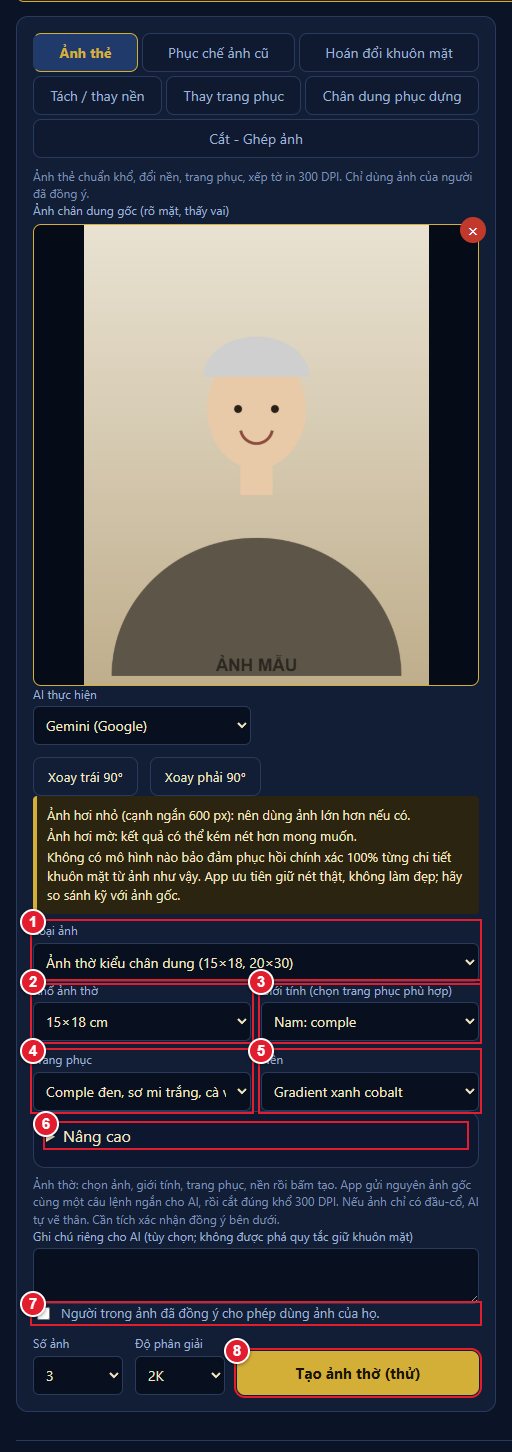 Ảnh thẻ
Phục chế ảnh cũ
Hoán đổi khuôn mặt
Tách / thay nền
Thay trang phục
Chân dung phục dựng
Cắt - Ghép ảnh
Ảnh thẻ chuẩn khổ, đổi nền, trang phục, xếp tờ in 300 DPI. Chỉ dùng ảnh của người
đã đồng ý.
Ảnh chân dung gốc (rõ mặt, thấy vai)
×
ẢNH MẪU
AI thực hiện
Gemini (Google)
Xoay trái 90°
Xoay phải 90°
Ảnh hơi nhỏ (cạnh ngắn 600 px): nên dùng ảnh lớn hơn nếu có.
Ảnh hơi mờ: kết quả có thể kém nét hơn mong muốn.
Không có mô hình nào bảo đảm phục hồi chính xác 100% từng chi tiết
khuôn mặt từ ảnh như vậy. App ưu tiên giữ nét thật, không làm đẹp; hãy
so sánh kỹ với ảnh gốc.
1
ảnh
Ảnh thờ kiểu chân dung (15×18, 20×30)
2
ảnh thờ
3
tính (chọn trang phục phù hợp)
15×18 cm
Nam: comple
4
phục
5
Comple đen, sơ mi trắng, cà v
Gradient xanh cobalt
6
Nâng cao
Ảnh thờ: chọn ảnh, giới tính, trang phục, nền rồi bấm tạo. App gửi nguyên ảnh gốc
cùng một câu lệnh ngắn cho AI, rồi cắt đúng khổ 300 DPI. Nếu ảnh chỉ có đầu-cổ, AI
tự vẽ thân. Cần tích xác nhận đồng ý bên dưới.
Ghi chú riêng cho AI (tùy chọn; không được phá quy tắc giữ khuôn mặt)
7
Người trong ảnh đã đồng ý cho phép dùng ảnh của họ.
Số ảnh
Độ phân giải
8
3
2K
Tạo ảnh thờ (thử)